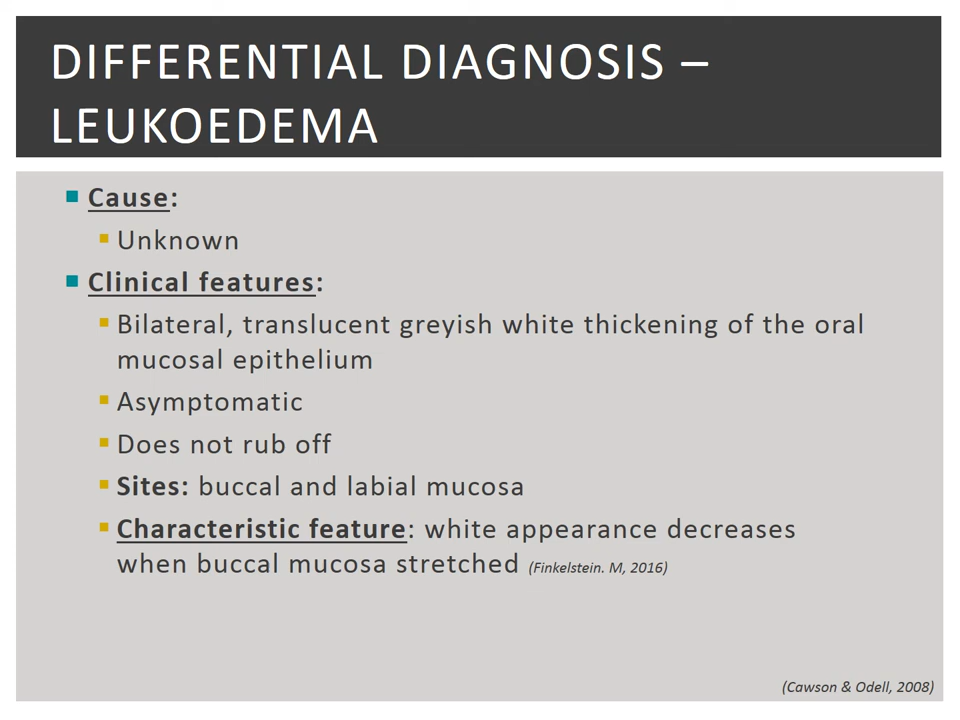 DIFFERENTIAL DIAGNOSIS –
LEUKOEDEMA
Cause:
Unknown
Clinical features:
Bilateral, translucent greyish white thickening of the oral
mucosal epithelium
Asymptomatic
Does not rub off
Sites: buccal and labial mucosa
Characteristic feature: white appearance decreases
when buccal mucosa stretched (Finkelstein. M, 2016)
(Cawson & Odell, 2008)